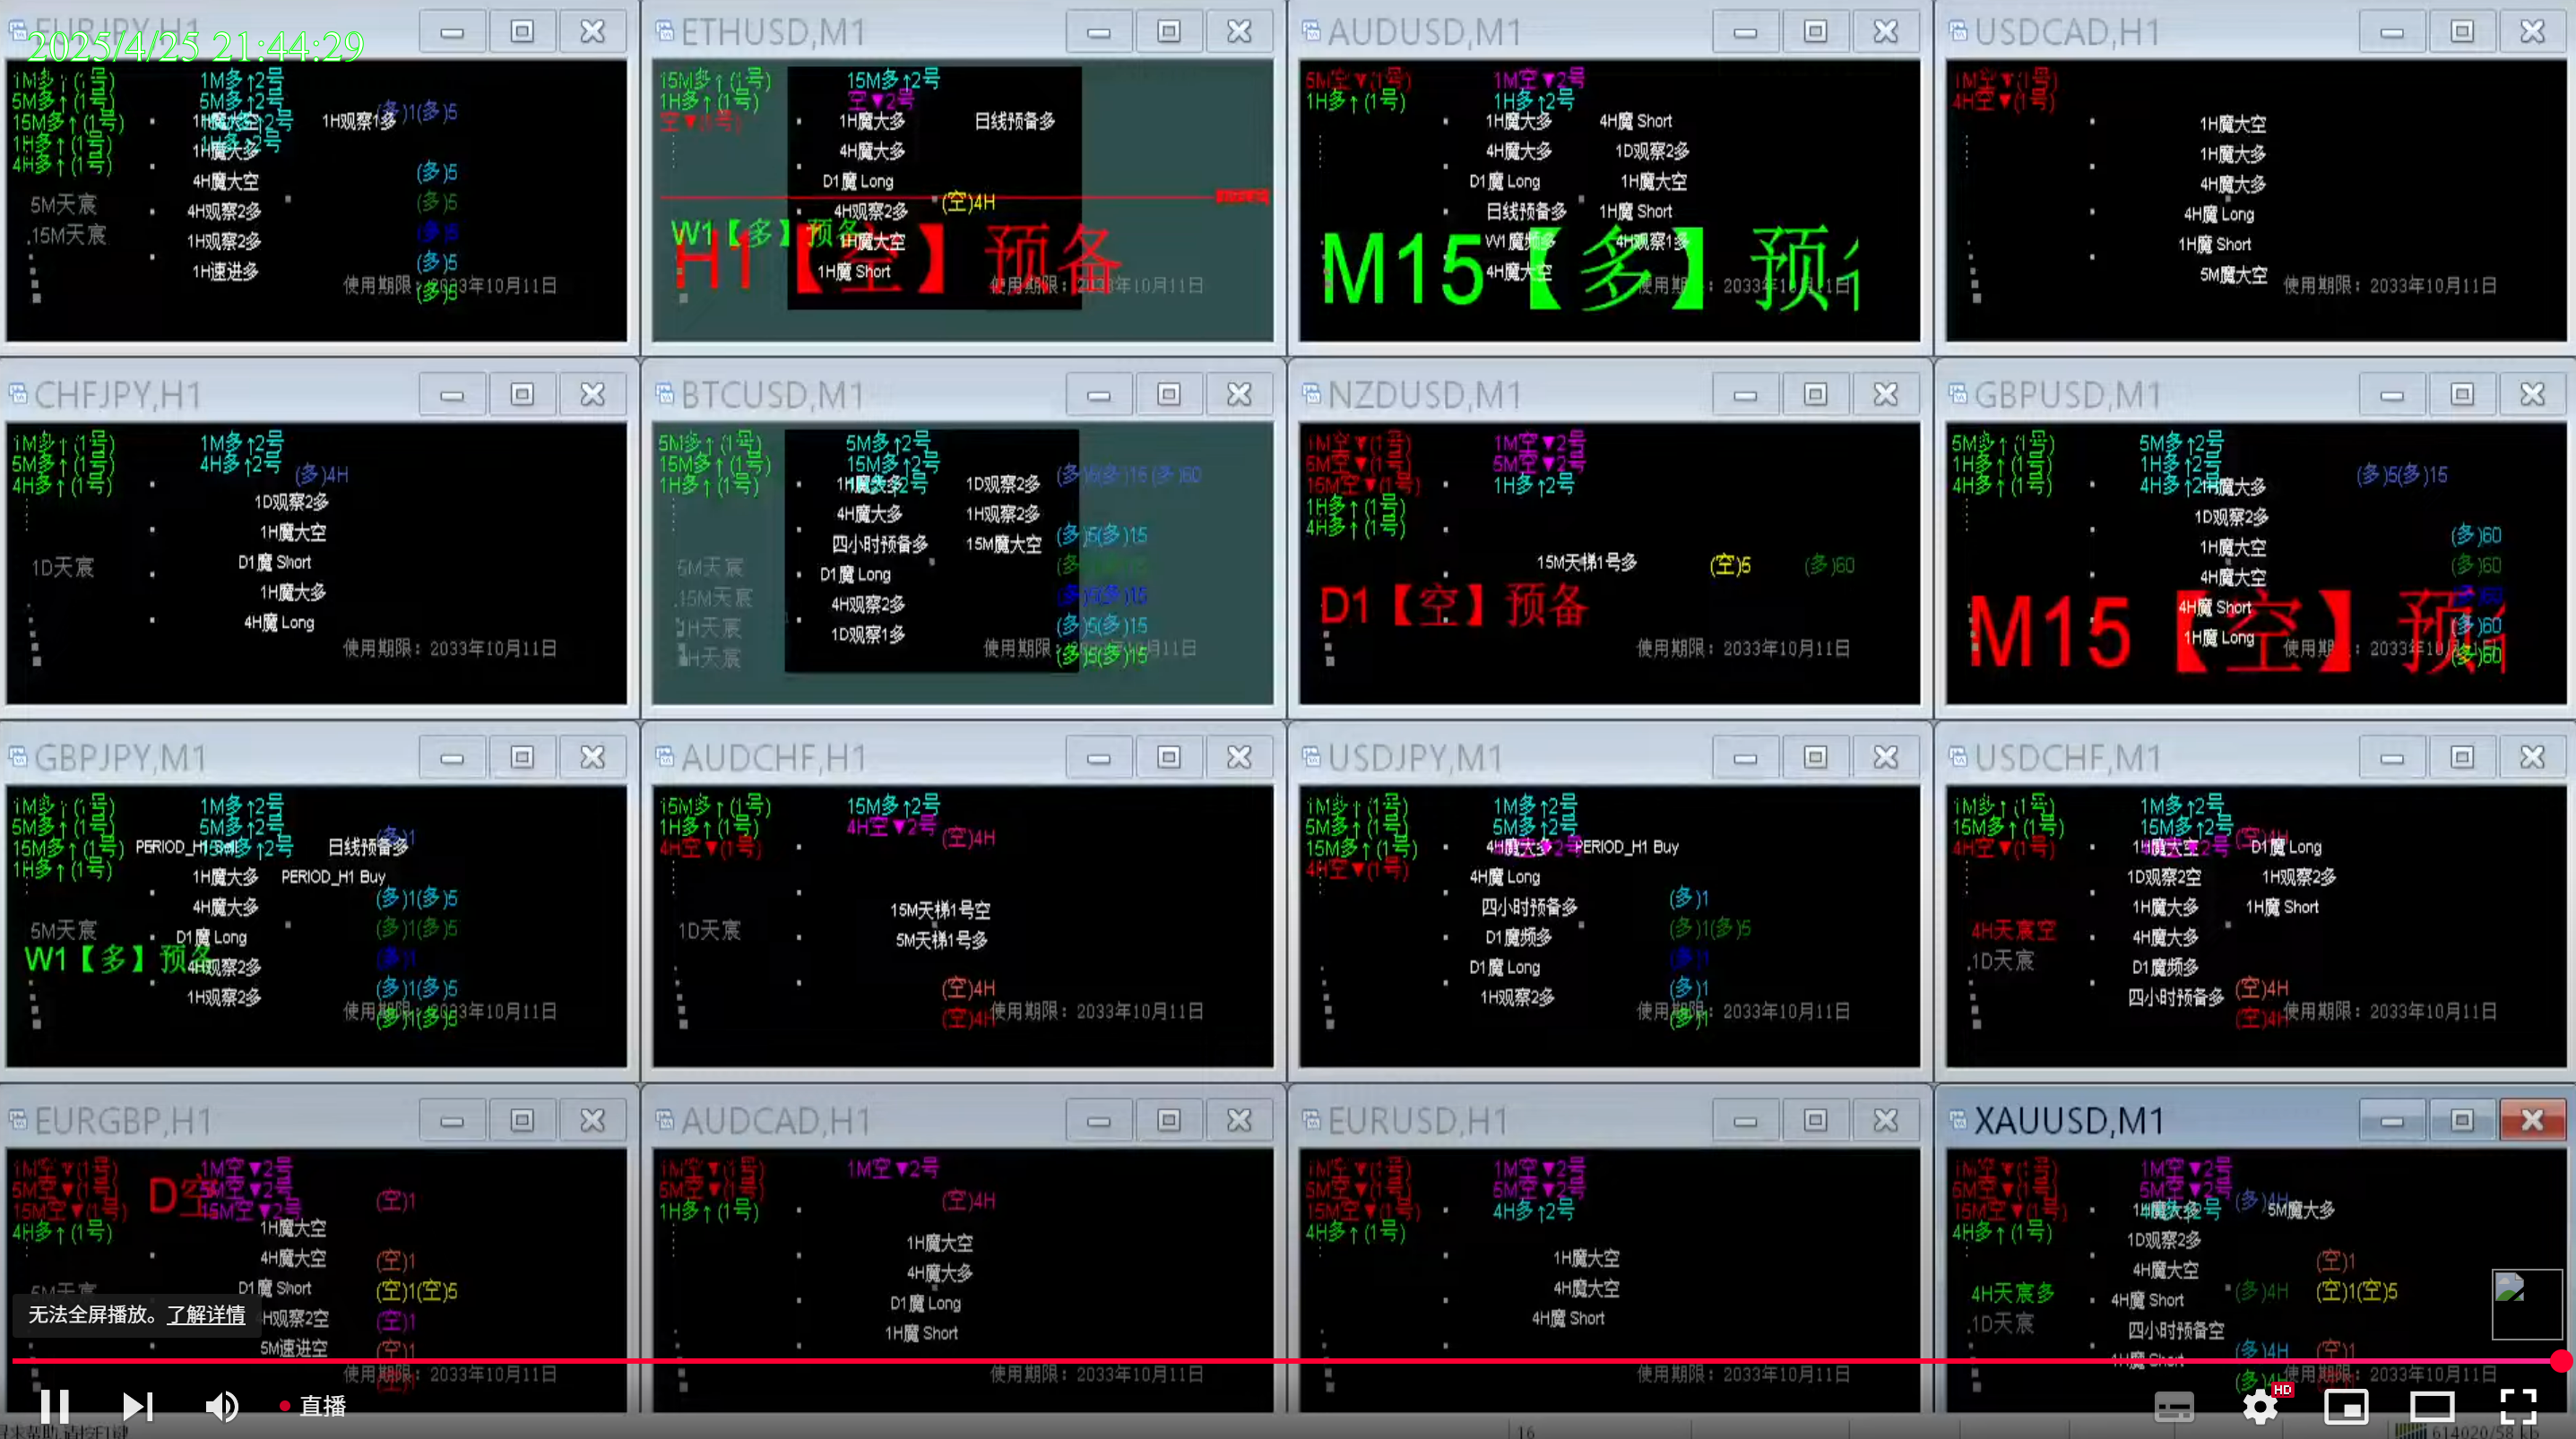 EURJPY,H1
2025/4/25 21:44:29
1M多↑(1号)
5M多↑(1号)
15M多↑(1号)
1H多↑(1号)
4H多↑(1号)
1M多↑2号
5M多↑2号
(多)1(多)5
1H观察1多
1H魔大多
4H魔大空
4H观察2多
1H观察2多
1H速进多
5M天宸
.15M天宸
(多)5
(多)5
(多)5
(多)5
(多)5
使用期限：2033年10月11日
ETHUSD,M1
15M多↑(1号)
1H多↑(1号)
空▼(1号)
15M多↑2号
空▼2号
1H魔大多
日线预备多
4H魔大多
D1魔 Long
(空)4H
4H观察2多
W1【多】预备
1H魔大空
H1【空】预备
1H魔 Short
使用期限：2033年10月11日
AUDUSD,M1
5M空▼(1号)
1H多↑(1号)
1M空▼2号
1H多↑2号
1H魔大多
4H魔 Short
4H魔大多
1D观察2多
D1魔 Long
1H魔大空
日线预备多
1H魔 Short
W1魔频多
4H观察1多
4H魔大空
M15【多】预
使用期限：2033年10月11日
USDCAD,H1
1M空▼(1号)
4H空▼(1号)
1H魔大空
1H魔大多
4H魔大多
4H魔 Long
1H魔 Short
5M魔大空
使用期限：2033年10月11日
CHFJPY,H1
1M多↑(1号)
5M多↑(1号)
4H多↑(1号)
1M多↑2号
4H多↑2号
(多)4H
1D观察2多
1H魔大空
D1魔 Short
1D天宸
1H魔大多
4H魔 Long
使用期限：2033年10月11日
BTCUSD,M1
5M多↑(1号)
15M多↑(1号)
1H多↑(1号)
5M多↑2号
15M多↑2号
1H魔大多
1D观察2多
4H魔大多
1H观察2多
四小时预备多
15M魔大空
D1魔 Long
4H观察2多
1D观察1多
5M天宸
.15M天宸
1H天宸
(多)5(多)15
(多)5(多)15
(多)5(多)15
(多)5(多)15
使用期限：2033年10月11日
NZDUSD,M1
1M空▼(1号)
5M空▼(1号)
15M空▼(1号)
1H多↑(1号)
4H多↑(1号)
1M空▼2号
5M空▼2号
1H多↑2号
15M天梯1号多
(空)5
(多)60
D1【空】预备
使用期限：2033年10月11日
GBPUSD,M1
5M多↑(1号)
1H多↑(1号)
4H多↑(1号)
5M多↑2号
1H多↑2号
4H多↑2号
(多)5(多)15
1H魔大多
1D观察2多
1H魔大空
4H魔大空
4H魔 Short
1H魔 Long
(多)60
(多)60
(多)60
(多)60
(多)60
M15【空】预
使用期限：2033年10月11日
GBPJPY,M1
1M多↑(1号)
5M多↑(1号)
15M多↑(1号)
1H多↑(1号)
1M多↑2号
5M多↑2号
15M多↑2号
(多)1
日线预备多
1H魔大多
PERIOD_H1 Buy
4H魔大多
D1魔 Long
4H观察2多
1H观察2多
5M天宸
W1【多】预备
(多)1(多)5
(多)1(多)5
(多)1
(多)1(多)5
(多)1(多)5
使用期限：2033年10月11日
AUDCHF,H1
15M多↑(1号)
1H多↑(1号)
4H空▼(1号)
15M多↑2号
4H空▼2号
(空)4H
15M天梯1号空
1D天宸
5M天梯1号多
(空)4H
(空)4H
使用期限：2033年10月11日
USDJPY,M1
1M多↑(1号)
5M多↑(1号)
15M多↑(1号)
4H空▼(1号)
1M多↑2号
5M多↑2号
4H魔大多
PERIOD_H1 Buy
4H魔 Long
四小时预备多
D1魔频多
D1魔 Long
1H观察2多
(多)1
(多)1(多)5
(多)1
(多)1
(多)1
使用期限：2033年10月11日
USDCHF,M1
1M多↑(1号)
15M多↑(1号)
4H空▼(1号)
1M多↑2号
15M多↑2号
(空)4H
1H魔大空
D1魔 Long
1D观察2空
1H观察2多
1H魔大多
1H魔 Short
4H天宸空
4H魔大多
.1D天宸
D1魔频多
四小时预备多
(空)4H
(空)4H
使用期限：2033年10月11日
EURGBP,H1
1M空▼(1号)
5M空▼(1号)
15M空▼(1号)
4H多↑(1号)
D空
1M空▼2号
5M空▼2号
15M空▼2号
(空)1
1H魔大空
4H魔大空
(空)1
D1魔 Short
(空)1(空)5
4H观察2空
(空)1
5M速进空
(空)1
5M天宸
使用期限：2033年10月11日
AUDCAD,H1
1M空▼(1号)
5M空▼(1号)
1H多↑(1号)
1M空▼2号
(空)4H
1H魔大空
4H魔大多
D1魔 Long
1H魔 Short
使用期限：2033年10月11日
EURUSD,H1
1M空▼(1号)
5M空▼(1号)
15M空▼(1号)
4H多↑(1号)
1M空▼2号
5M空▼2号
4H多↑2号
1H魔大空
4H魔大空
4H魔 Short
使用期限：2033年10月11日
XAUUSD,M1
1M空▼(1号)
5M空▼(1号)
15M空▼(1号)
4H多↑(1号)
1M空▼2号
5M空▼2号
(多)4H
5M魔大多
1D观察2多
4H魔大空
(空)1
4H天宸多
4H魔 Short
(多)4H
(空)1(空)5
.1D天宸
四小时预备空
(多)4H
(空)1
1H魔 Short
使用期限：2033年10月11日
无法全屏播放。了解详情
直播
HD
16
614020/58 kb